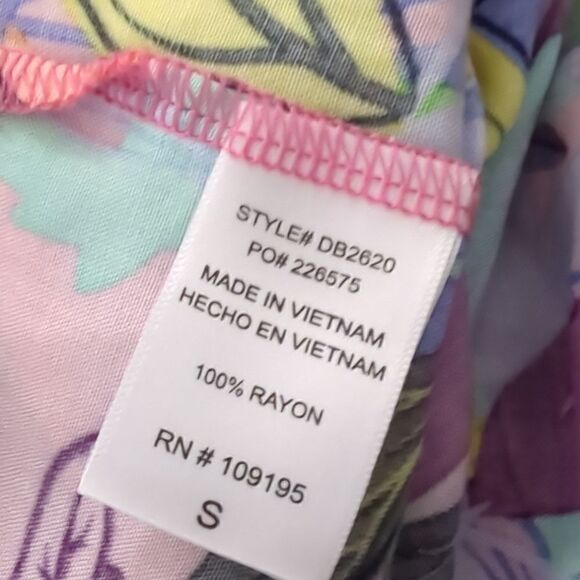 STYLE# DB2620
PO# 226575
MADE IN VIETNAM
HECHO EN VIETNAM
100% RAYON
RN # 109195
S